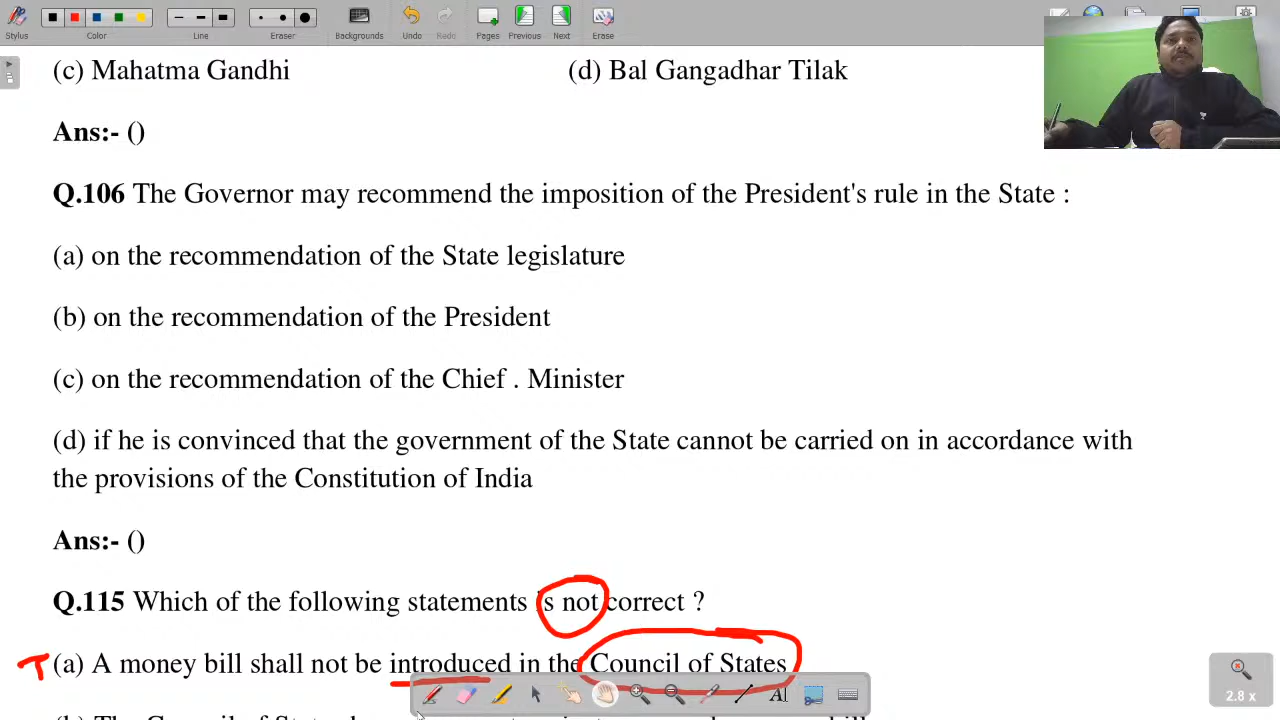 Stylus Color Line Eraser Backgrounds Undo Redo Pages Previous Next Erase
(c) Mahatma Gandhi (d) Bal Gangadhar Tilak
Ans:- ()
Q.106 The Governor may recommend the imposition of the President's rule in the State :
(a) on the recommendation of the State legislature
(b) on the recommendation of the President
(c) on the recommendation of the Chief . Minister
(d) if he is convinced that the government of the State cannot be carried on in accordance with
the provisions of the Constitution of India
Ans:- ()
Q.115 Which of the following statements is not correct ?
T (a) A money bill shall not be introduced in the Council of States
2.8 x